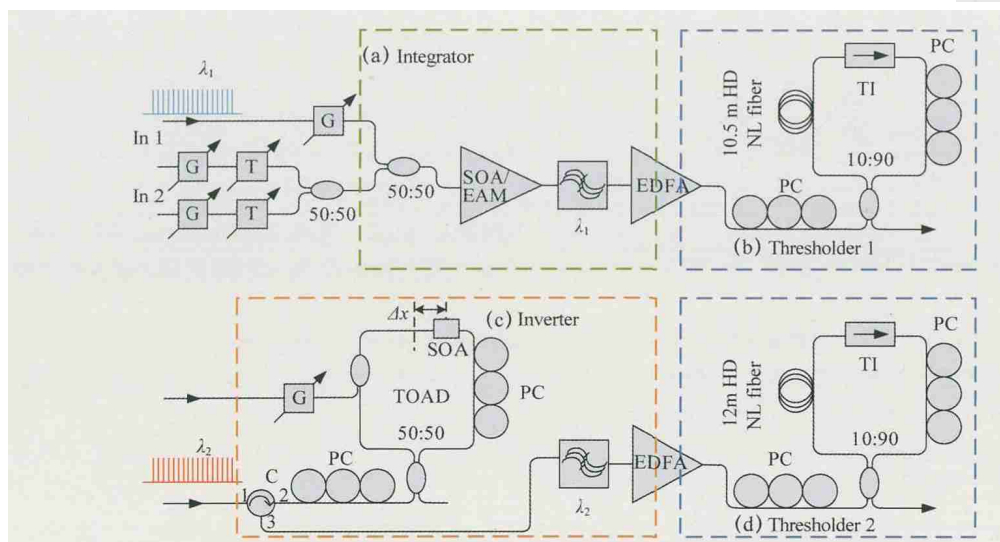 (a) Integrator
λ1
In 1
G
G
T
In 2
G
T
50:50
50:50
SOA/
EAM
λ1
EDFA
10.5 m HD
NL fiber
TI
PC
10:90
PC
(b) Thresholder 1
Δx
(c) Inverter
SOA
G
TOAD
PC
50:50
λ2
C
PC
1
2
3
λ2
EDFA
12m HD
NL fiber
TI
PC
10:90
PC
(d) Thresholder 2